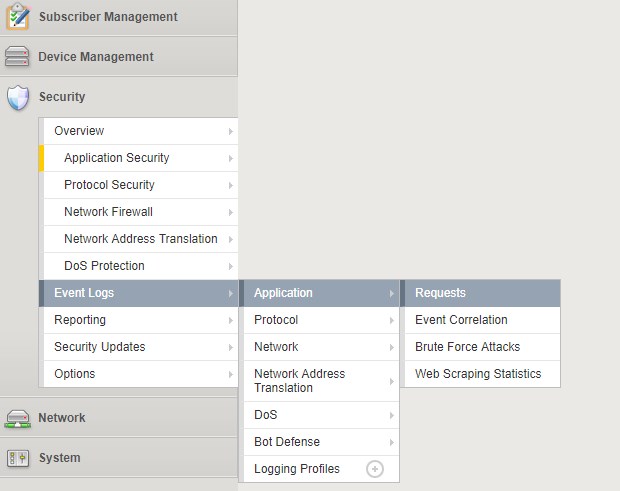 Subscriber Management
Device Management
Security
Overview
Application Security
Protocol Security
Network Firewall
Network Address Translation
DoS Protection
Event Logs
Reporting
Security Updates
Options
Network
System
Application
Protocol
Network
Network Address
Translation
DoS
Bot Defense
Logging Profiles
Requests
Event Correlation
Brute Force Attacks
Web Scraping Statistics